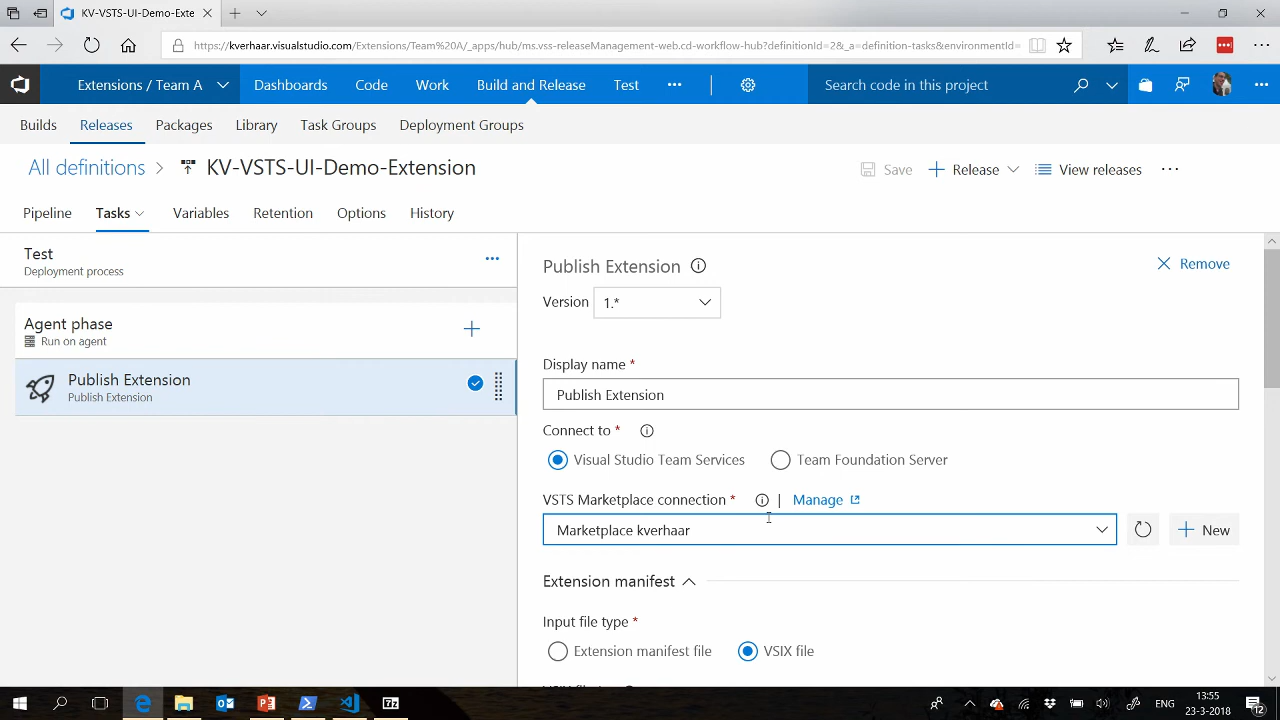 KV-VSTS-UI-Demo-Exte
https://kverhaar.visualstudio.com/Extensions/Team%20A/_apps/hub/ms.vss-releaseManagement-web.cd-workflow-hub?definitionId=2&_a=definition-tasks&environmentId=
Extensions / Team A
Dashboards
Code
Work
Build and Release
Test
Search code in this project
Builds
Releases
Packages
Library
Task Groups
Deployment Groups
All definitions
KV-VSTS-UI-Demo-Extension
Save
Release
View releases
Pipeline
Tasks
Variables
Retention
Options
History
Test
Deployment process
Agent phase
Run on agent
Publish Extension
Publish Extension
Publish Extension
Remove
Version
1.*
Display name *
Publish Extension
Connect to *
Visual Studio Team Services
Team Foundation Server
VSTS Marketplace connection *
|
Manage
Marketplace kverhaar
New
Extension manifest
Input file type *
Extension manifest file
VSIX file
7z
ENG
13:55
23-3-2018
2